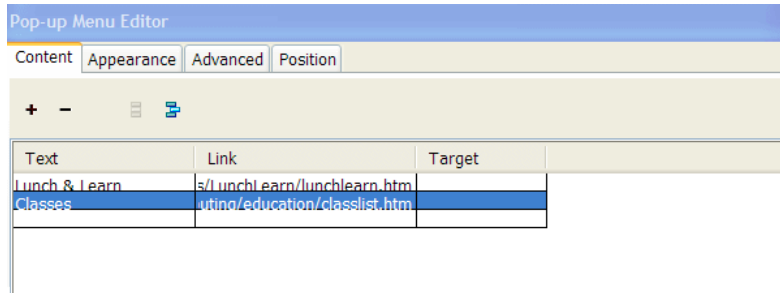 Pop-up Menu Editor
Content Appearance Advanced Position
+ −
Text Link Target
Lunch & Learn s/LunchLearn/lunchlearn.htm
Classes uting/education/classlist.htm